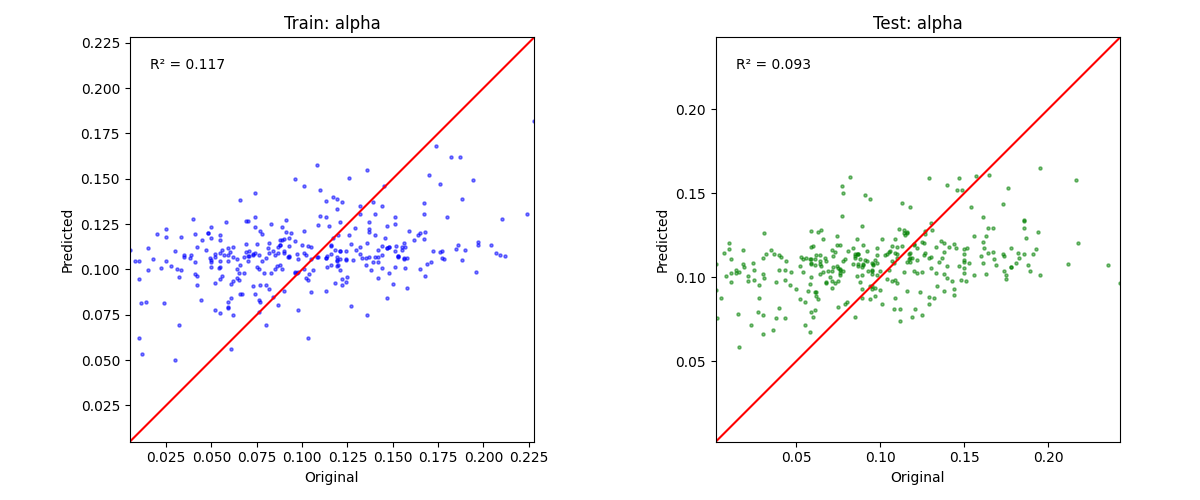 Train: alpha
R² = 0.117
0.225
0.200
0.175
0.150
0.125
0.100
0.075
0.050
0.025
Predicted
0.025 0.050 0.075 0.100 0.125 0.150 0.175 0.200 0.225
Original
Test: alpha
R² = 0.093
0.20
0.15
0.10
0.05
Predicted
0.05 0.10 0.15 0.20
Original